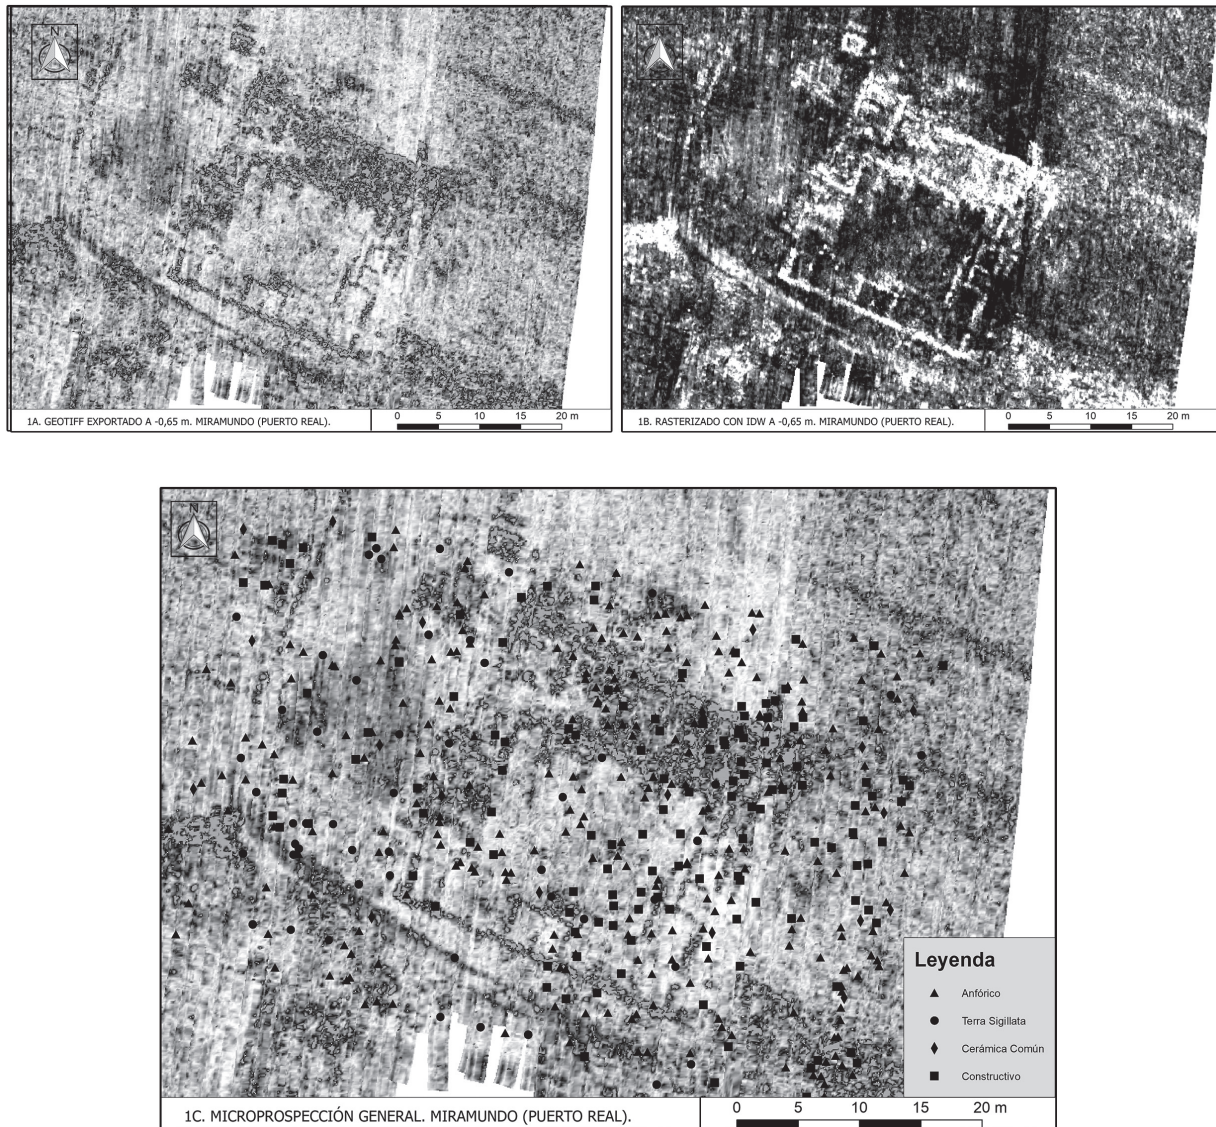 N
1A. GEOTIFF EXPORTADO A -0,65 m. MIRAMUNDO (PUERTO REAL).
0 5 10 15 20 m
N
1B. RASTERIZADO CON IDW A -0,65 m. MIRAMUNDO (PUERTO REAL).
0 5 10 15 20 m
N
Leyenda
Anfórico
Terra Sigillata
Cerámica Común
Constructivo
1C. MICROPROSPECCIÓN GENERAL. MIRAMUNDO (PUERTO REAL).
0 5 10 15 20 m